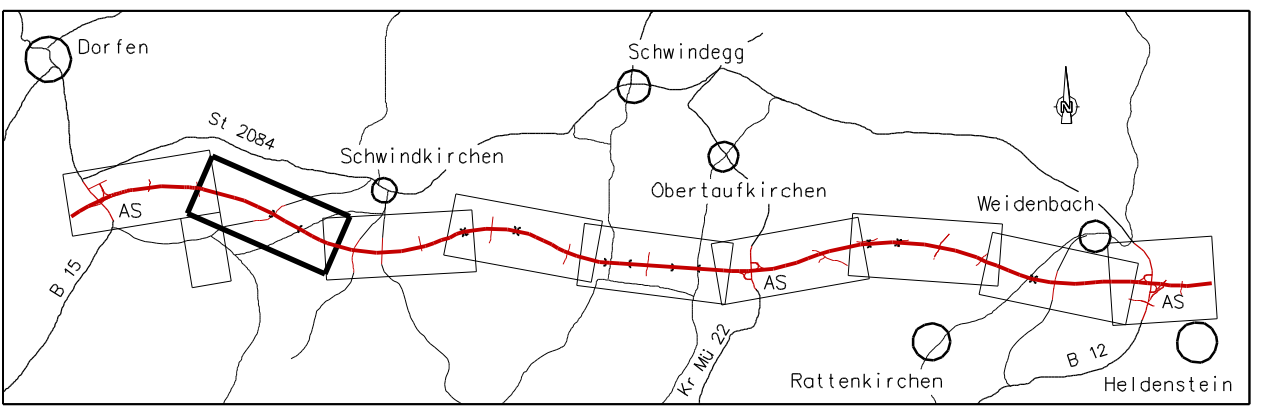 Dorfen
Schwindegg
St 2084
N
Schwindkirchen
Obertaufkirchen
Weidenbach
AS
B 15
AS
AS
Kr Mü 22
B 12
Rattenkirchen
Heldenstein